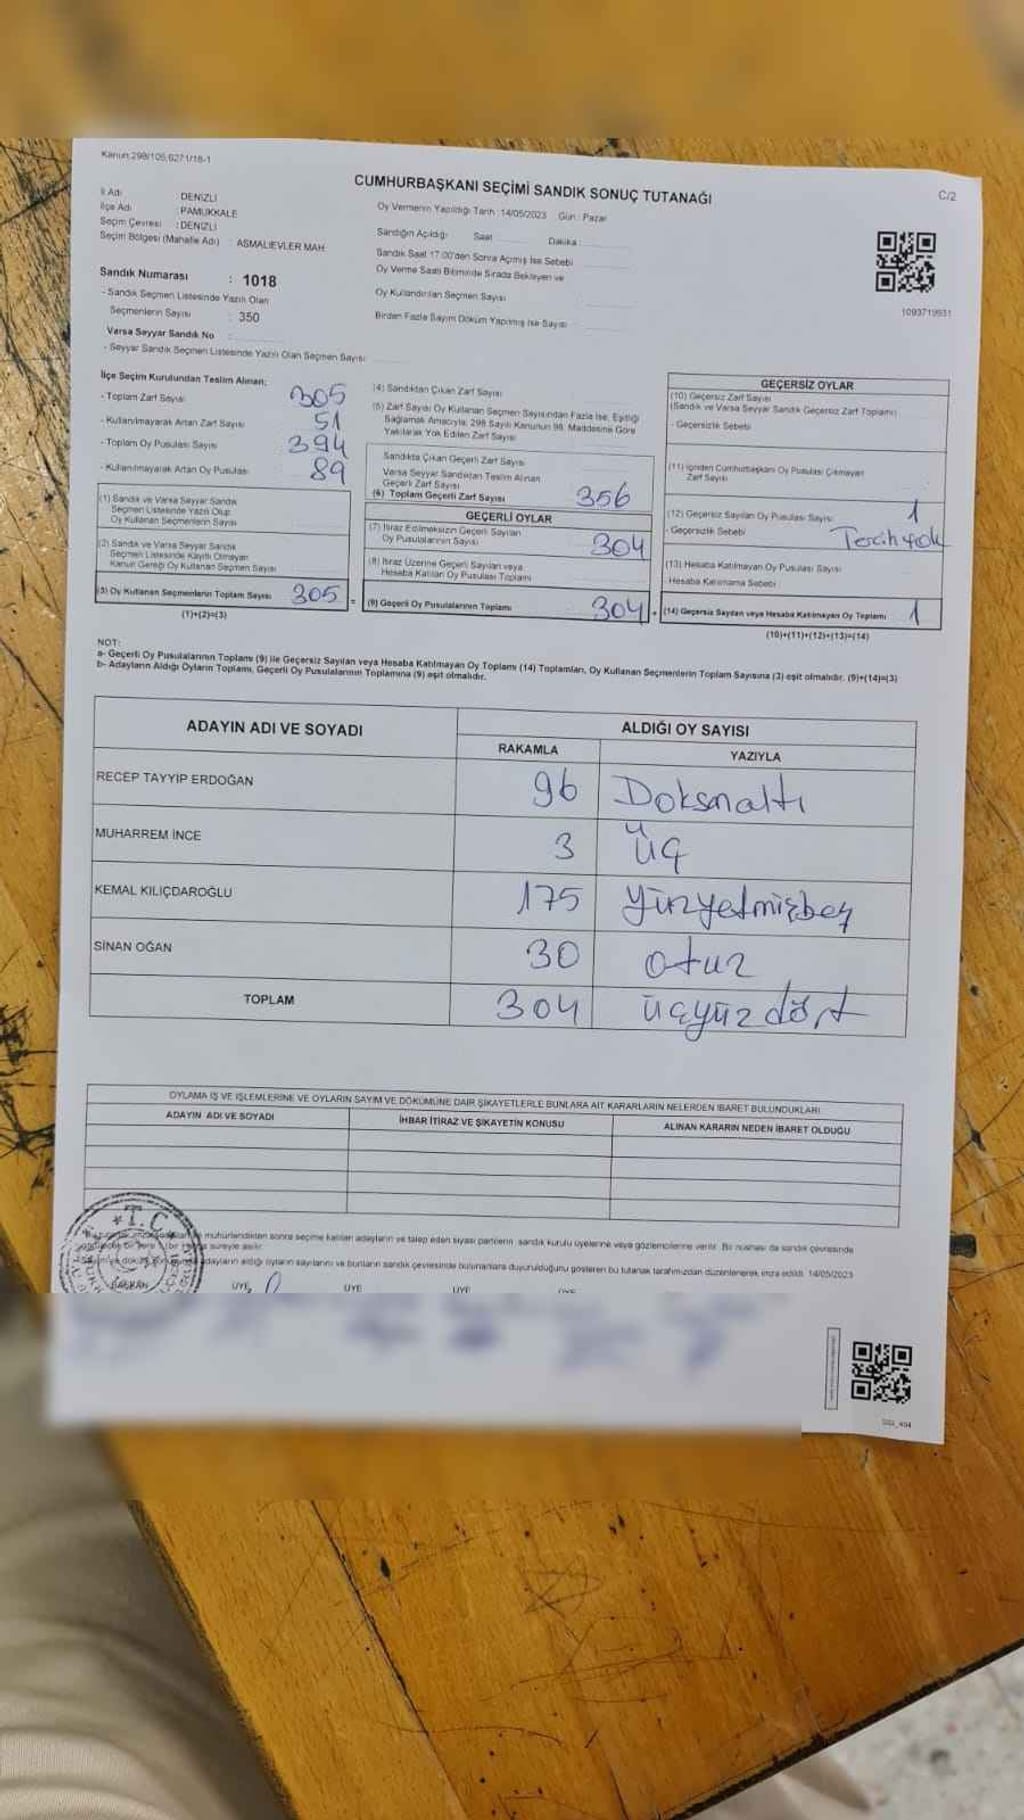 Kanun:298/105,6271/18-1
CUMHURBAŞKANI SEÇİMİ SANDIK SONUÇ TUTANAĞI
C/2
İl Adı DENİZLİ
İlçe Adı : PAMUKKALE
Seçim Çevresi : DENİZLİ
Seçim Bölgesi (Mahalle Adı) : ASMALIEVLER MAH
Sandık Numarası : 1018
- Sandık Seçmen Listesinde Yazılı Olan
Seçmenlerin Sayısı : 350
Varsa Seyyar Sandık No :
- Seyyar Sandık Seçmen Listesinde Yazılı Olan Seçmen Sayısı
Oy Vermenin Yapıldığı Tarih :14/05/2023 Gün : Pazar
Sandığın Açıldığı Saat Dakika
Sandık Saat 17:00'den Sonra Açılmış İse Sebebi
Oy Verme Saati Bitiminde Sırada Bekleyen ve
Oy Kullandırılan Seçmen Sayısı
Birden Fazla Sayım Döküm Yapılmış İse Sayısı
1093719931
İlçe Seçim Kurulundan Teslim Alınan;
- Toplam Zarf Sayısı 305
- Kullanılmayarak Artan Zarf Sayısı 51
- Toplam Oy Pusulası Sayısı 394
- Kullanılmayarak Artan Oy Pusulası 89
(1) Sandık ve Varsa Seyyar Sandık
Seçmen Listesinde Yazılı Olup
Oy Kullanan Seçmenlerin Sayısı
(2) Sandık ve Varsa Seyyar Sandık
Seçmen Listesinde Kayıtlı Olmayan
Kanun Gereği Oy Kullanan Seçmen Sayısı
(3) Oy Kullanan Seçmenlerin Toplam Sayısı 305 =
(1)+(2)=(3)
(4) Sandıktan Çıkan Zarf Sayısı
(5) Zarf Sayısı Oy Kullanan Seçmen Sayısından Fazla İse, Eşitliği
Sağlamak Amacıyla, 298 Sayılı Kanunun 98. Maddesine Göre
Yakılarak Yok Edilen Zarf Sayısı
Sandıkta Çıkan Geçerli Zarf Sayısı
Varsa Seyyar Sandıktan Teslim Alınan
Geçerli Zarf Sayısı
(6) Toplam Geçerli Zarf Sayısı 356
GEÇERLİ OYLAR
(7) İtiraz Edilmeksizin Geçerli Sayılan
Oy Pusulalarının Sayısı 304
(8) İtiraz Üzerine Geçerli Sayılan veya
Hesaba Katılan Oy Pusulası Toplamı
(9) Geçerli Oy Pusulalarının Toplamı 304 +
GEÇERSİZ OYLAR
(10) Geçersiz Zarf Sayısı
(Sandık ve Varsa Seyyar Sandık Geçersiz Zarf Toplamı)
- Geçersizlik Sebebi
(11) İçinden Cumhurbaşkanı Oy Pusulası Çıkmayan
Zarf Sayısı
(12) Geçersiz Sayılan Oy Pusulası Sayısı 1
- Geçersizlik Sebebi Tercih yok
(13) Hesaba Katılmayan Oy Pusulası Sayısı
- Hesaba Katılmama Sebebi
(14) Geçersiz Sayılan veya Hesaba Katılmayan Oy Toplamı 1
(10)+(11)+(12)+(13)=(14)
NOT:
a- Geçerli Oy Pusulalarının Toplamı (9) ile Geçersiz Sayılan veya Hesaba Katılmayan Oy Toplamı (14) Toplamları, Oy Kullanan Seçmenlerin Toplam Sayısına (3) eşit olmalıdır. (9)+(14)=(3)
b- Adayların Aldığı Oyların Toplamı, Geçerli Oy Pusulalarının Toplamına (9) eşit olmalıdır.
ADAYIN ADI VE SOYADI ALDIĞI OY SAYISI
RAKAMLA YAZIYLA
RECEP TAYYİP ERDOĞAN 96 Doksanaltı
MUHARREM İNCE 3 üç
KEMAL KILIÇDAROĞLU 175 yüzyetmişbeş
SİNAN OĞAN 30 otuz
TOPLAM 304 üçyüzdört
OYLAMA İŞ VE İŞLEMLERİNE VE OYLARIN SAYIM VE DÖKÜMÜNE DAİR ŞİKAYETLERLE BUNLARA AİT KARARLARIN NELERDEN İBARET BULUNDUKLARI
ADAYIN ADI VE SOYADI İHBAR İTİRAZ VE ŞİKAYETİN KONUSU ALINAN KARARIN NEDEN İBARET OLDUĞU
T.C.
mühürlendikten sonra seçime katılan adayların ve talep eden siyasi partilerin sandık kurulu üyelerine veya gözlemcilerine verilir. Bir nüshası da sandık çevresinde
adayların aldığı oyların sayılarını ve bunların sandık çevresinde bulunanlara duyurulduğunu gösteren bu tutanak tarafımızdan düzenlenerek imza edildi. 14/05/2023
BAŞKAN ÜYE ÜYE ÜYE ÜYE